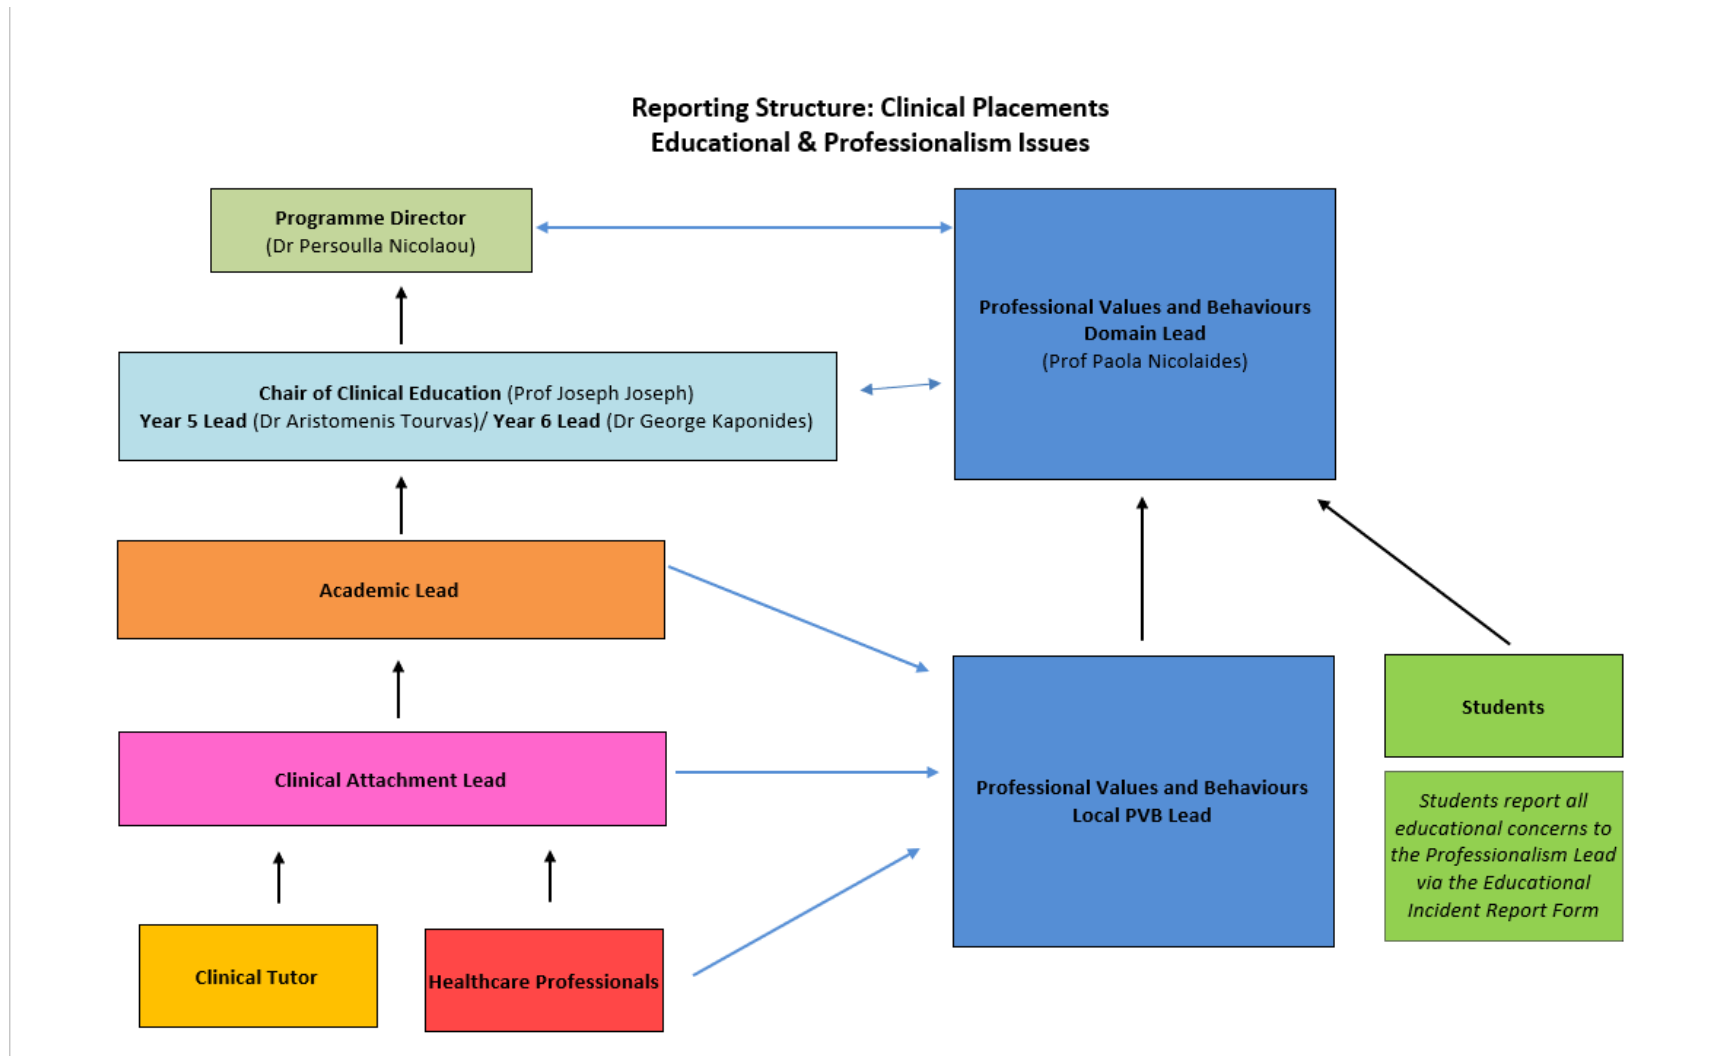 Reporting Structure: Clinical Placements
Educational & Professionalism Issues
Programme Director
(Dr Persoulla Nicolaou)
Professional Values and Behaviours
Domain Lead
(Prof Paola Nicolaides)
Chair of Clinical Education (Prof Joseph Joseph)
Year 5 Lead (Dr Aristomenis Tourvas)/ Year 6 Lead (Dr George Kaponides)
Academic Lead
Clinical Attachment Lead
Professional Values and Behaviours
Local PVB Lead
Students
Students report all
educational concerns to
the Professionalism Lead
via the Educational
Incident Report Form
Clinical Tutor
Healthcare Professionals